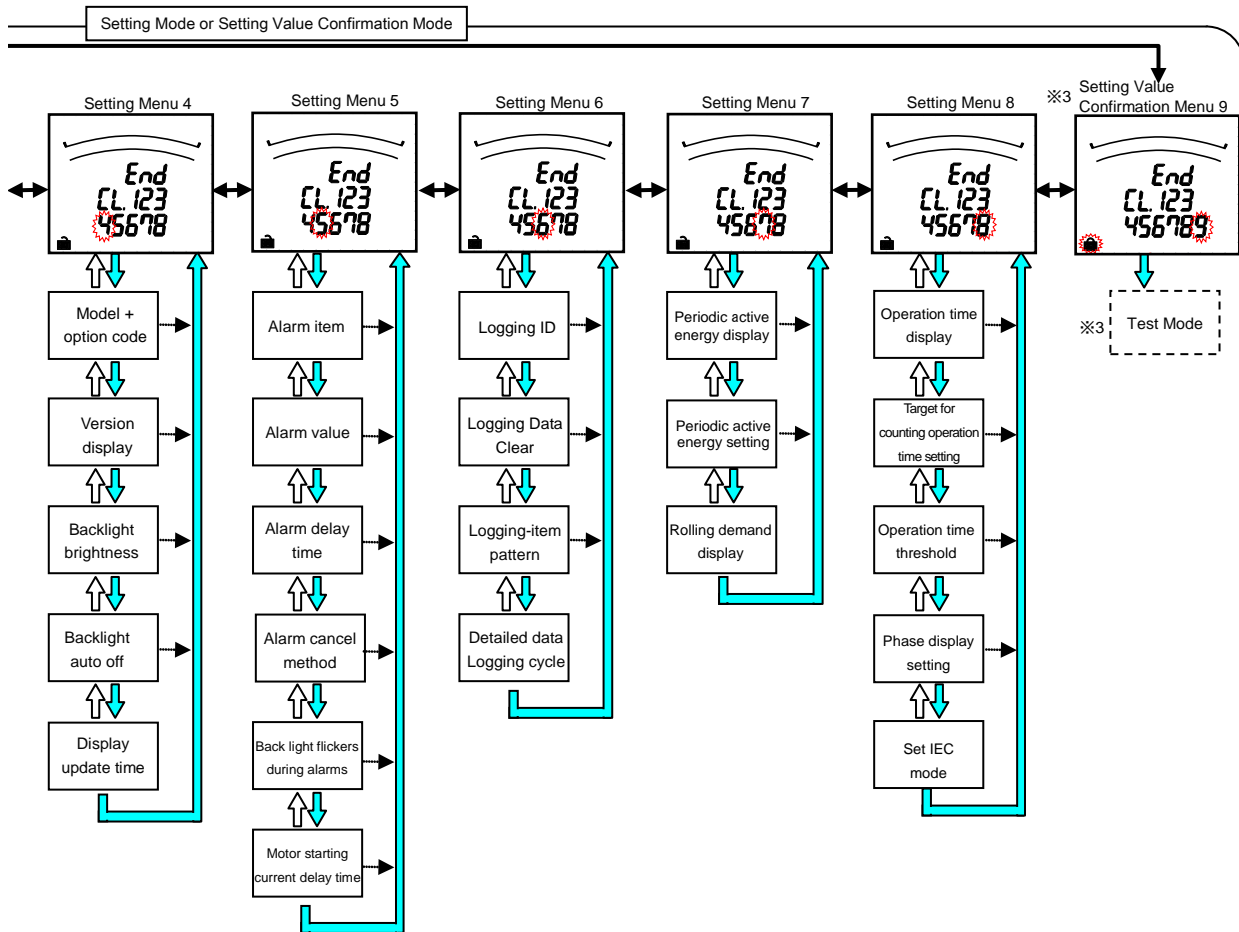 Setting Mode or Setting Value Confirmation Mode
Setting Menu 4
End
CL.123
45678
Model +
option code
Version
display
Backlight
brightness
Backlight
auto off
Display
update time
Setting Menu 5
End
CL.123
45678
Alarm item
Alarm value
Alarm delay
time
Alarm cancel
method
Back light flickers
during alarms
Motor starting
current delay time
Setting Menu 6
End
CL.123
45678
Logging ID
Logging Data
Clear
Logging-item
pattern
Detailed data
Logging cycle
Setting Menu 7
End
CL.123
45678
Periodic active
energy display
Periodic active
energy setting
Rolling demand
display
Setting Menu 8
End
CL.123
45678
Operation time
display
Target for
counting operation
time setting
Operation time
threshold
Phase display
setting
Set IEC
mode
※3 Setting Value
Confirmation Menu 9
End
CL.123
456789
※3 Test Mode